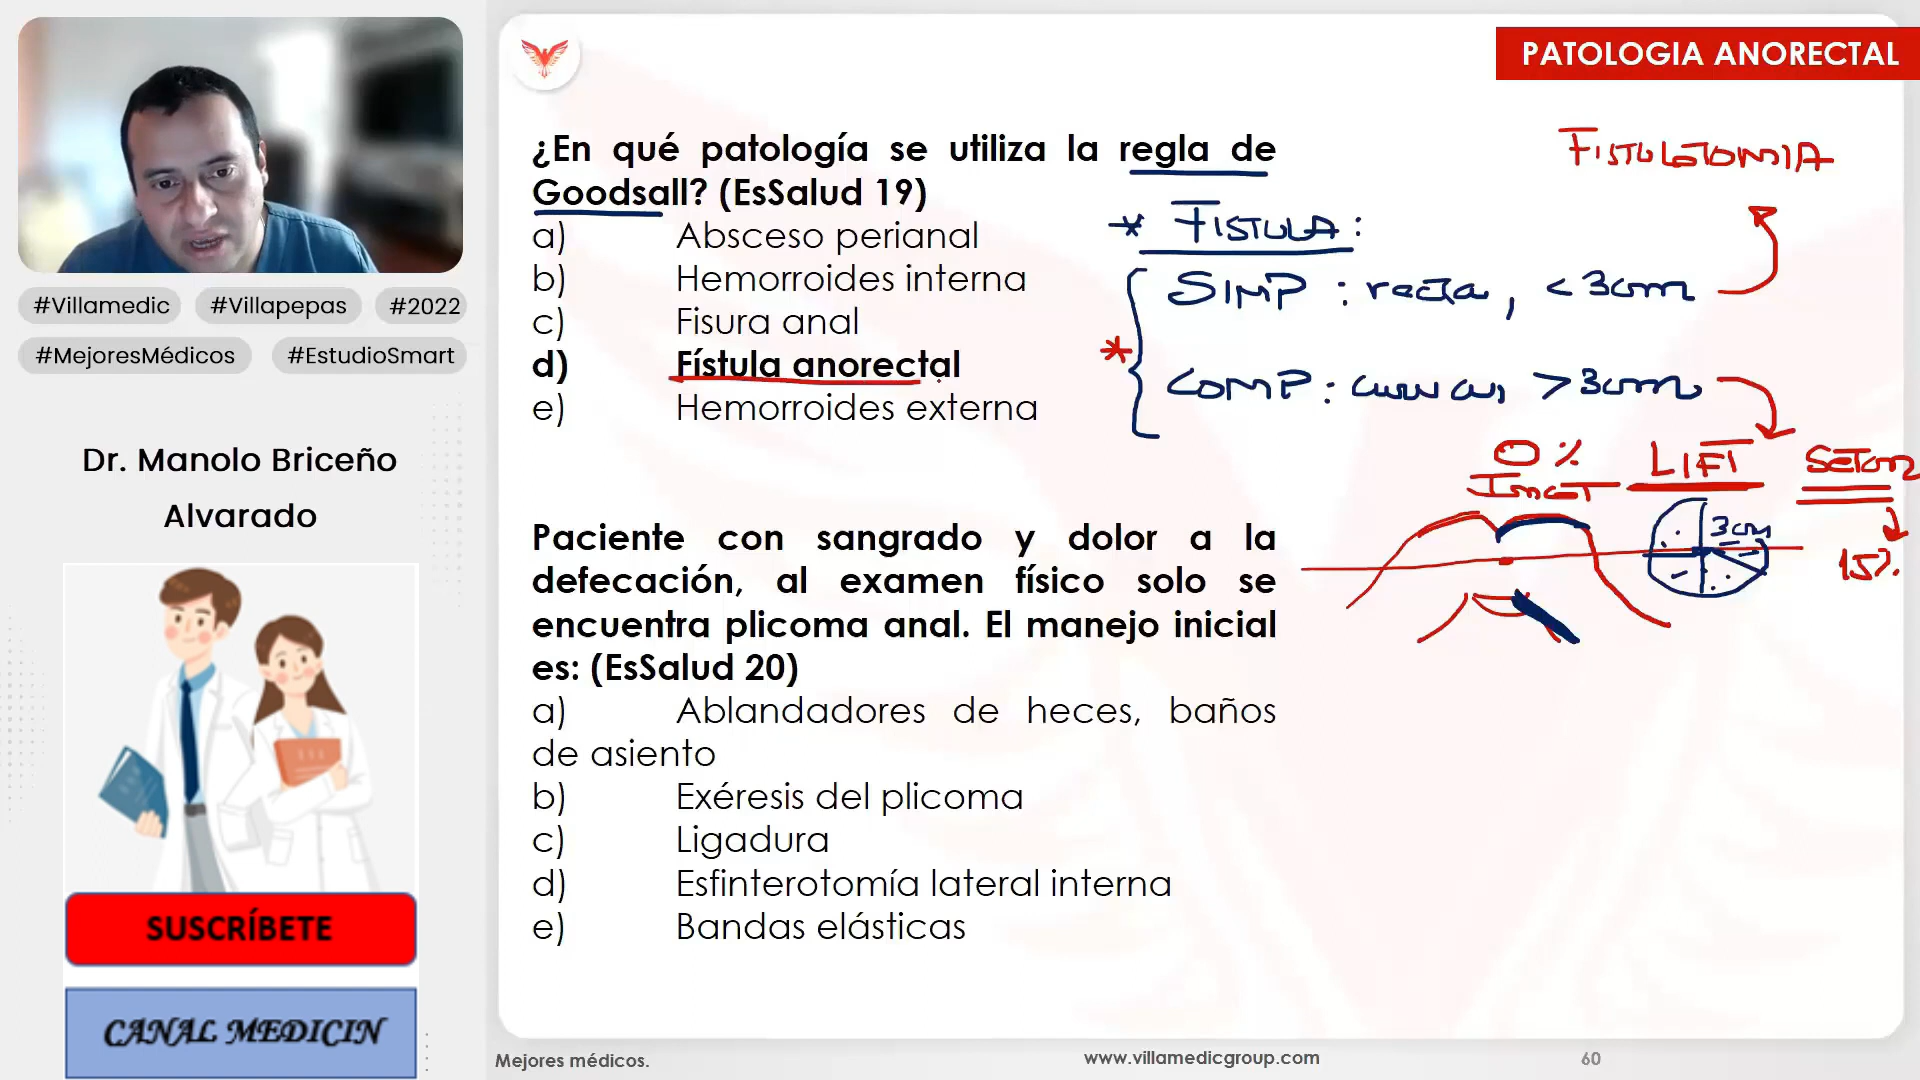 PATOLOGIA ANORECTAL
¿En qué patología se utiliza la regla de
Goodsall? (EsSalud 19)
a) Absceso perianal
b) Hemorroides interna
c) Fisura anal
d) Fístula anorectal
e) Hemorroides externa
Paciente con sangrado y dolor a la
defecación, al examen físico solo se
encuentra plicoma anal. El manejo inicial
es: (EsSalud 20)
a) Ablandadores de heces, baños
de asiento
b) Exéresis del plicoma
c) Ligadura
d) Esfinterotomía lateral interna
e) Bandas elásticas
FISTULOTOMIA
* FISTULA:
SIMP : recta, < 3cm
*
COMP : > 3cm
0% LIFT Seton
3cm
15%
#Villamedic #Villapepas #2022
#MejoresMédicos #EstudioSmart
Dr. Manolo Briceño
Alvarado
SUSCRÍBETE
CANAL MEDICIN
Mejores médicos. www.villamedicgroup.com 60